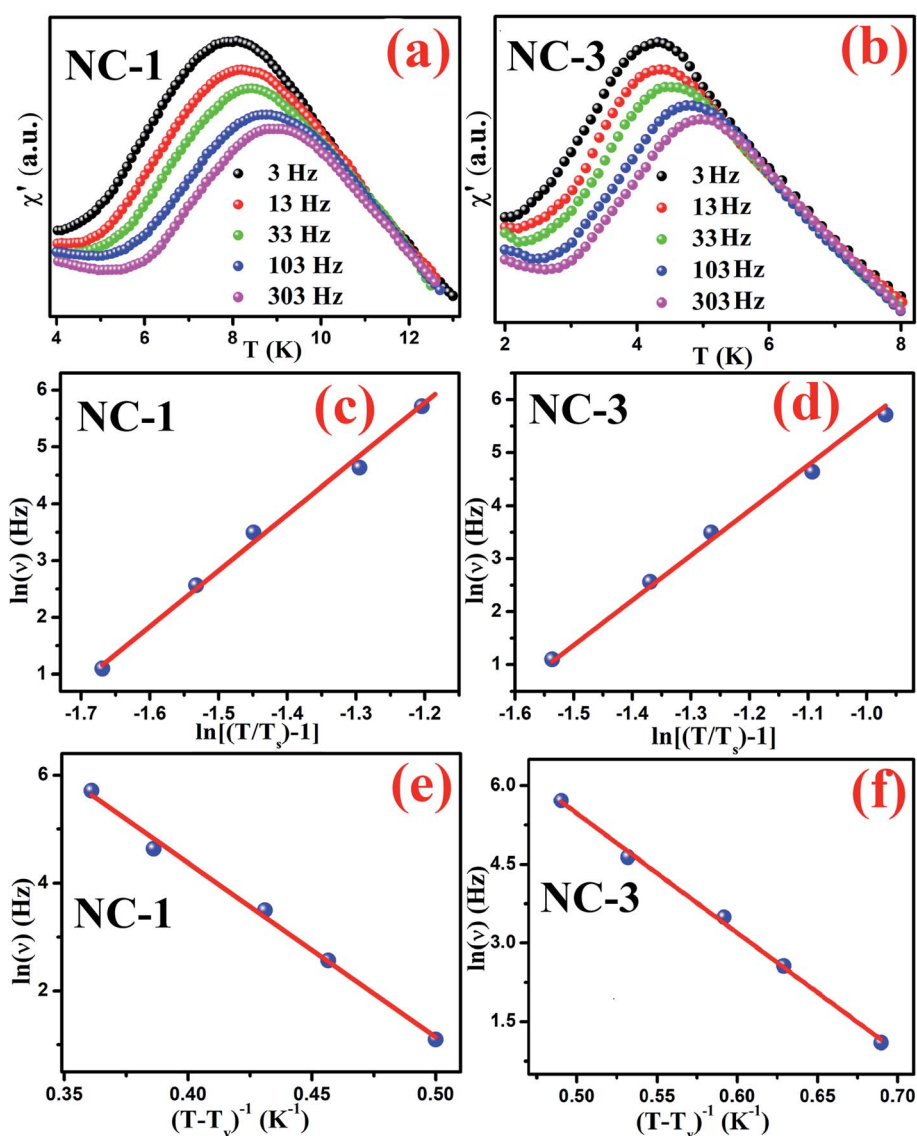 NC-1
(a)
χ' (a.u.)
3 Hz
13 Hz
33 Hz
103 Hz
303 Hz
4 6 8 10 12
T (K)
NC-3
(b)
χ' (a.u.)
3 Hz
13 Hz
33 Hz
103 Hz
303 Hz
2 4 6 8
T (K)
NC-1
(c)
ln(ν) (Hz)
6
5
4
3
2
1
-1.7 -1.6 -1.5 -1.4 -1.3 -1.2
ln[(T/Ts)-1]
NC-3
(d)
ln(ν) (Hz)
6
5
4
3
2
1
-1.6 -1.5 -1.4 -1.3 -1.2 -1.1 -1.0
ln[(T/Ts)-1]
(e)
NC-1
ln(ν) (Hz)
6
4
2
0.35 0.40 0.45 0.50
(T-Tv)⁻¹ (K⁻¹)
(f)
NC-3
ln(ν) (Hz)
6.0
4.5
3.0
1.5
0.50 0.55 0.60 0.65 0.70
(T-Tv)⁻¹ (K⁻¹)